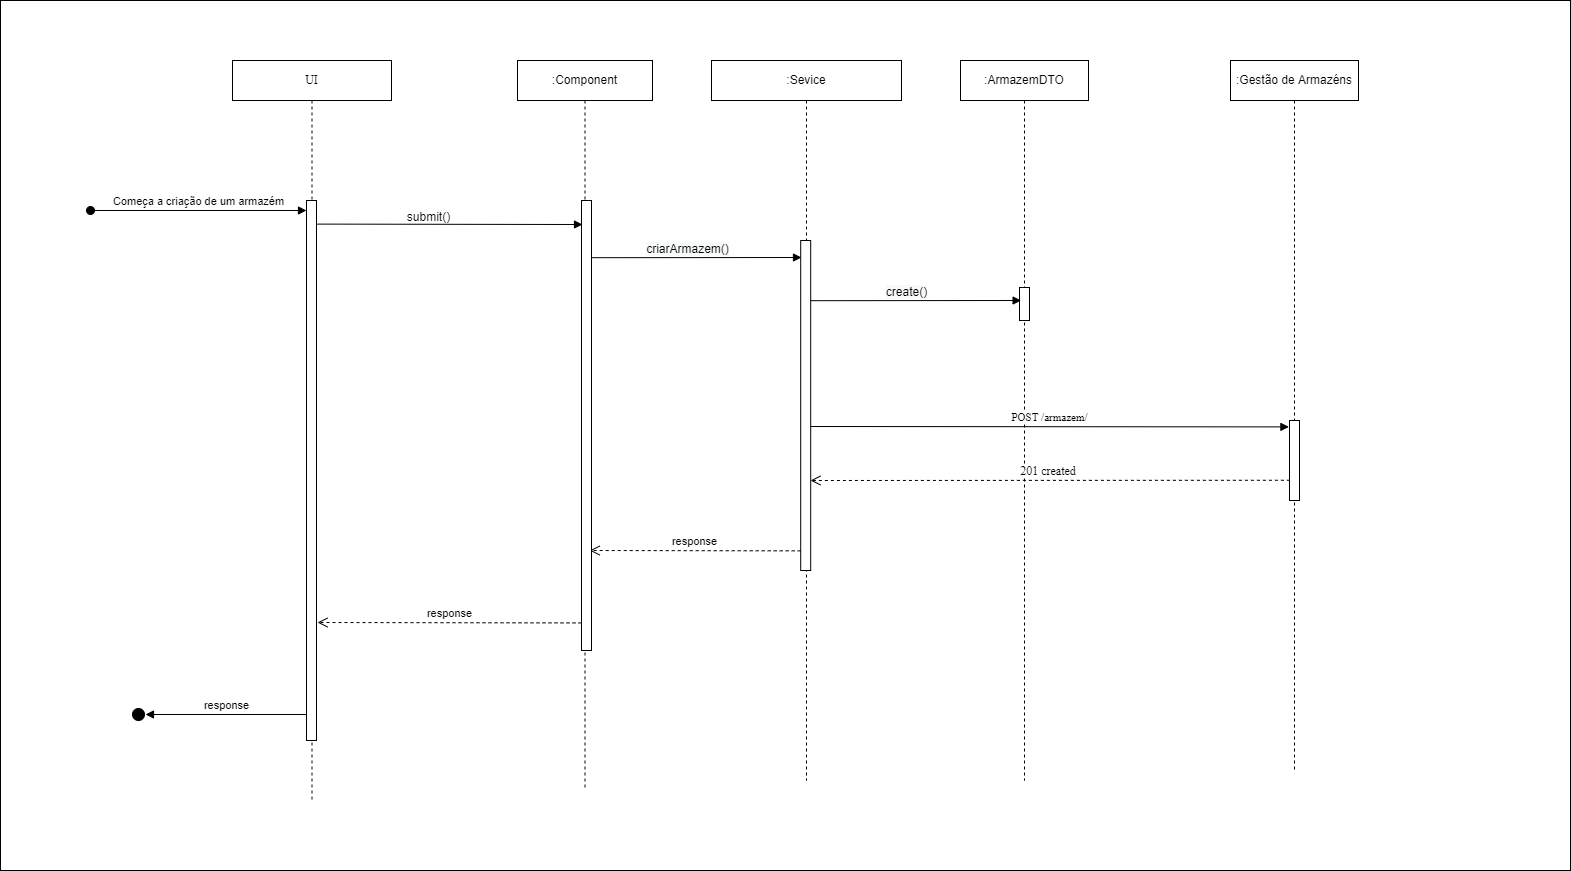 UI
:Component
:Sevice
:ArmazemDTO
:Gestão de Armazéns
Começa a criação de um armazém
submit()
criarArmazem()
create()
POST /armazem/
201 created
response
response
response